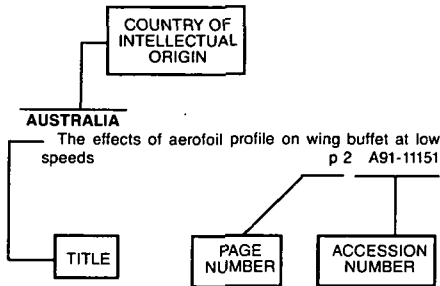 COUNTRY OF
INTELLECTUAL
ORIGIN
AUSTRALIA
The effects of aerofoil profile on wing buffet at low
speeds p 2 A91-11151
TITLE
PAGE
NUMBER
ACCESSION
NUMBER